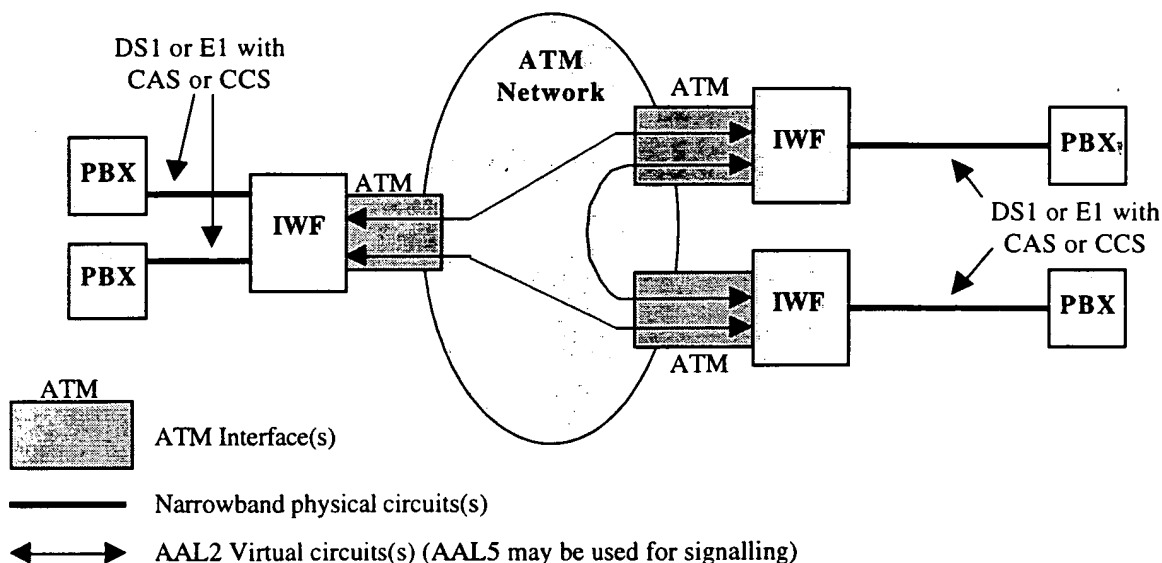 DS1 or E1 with
CAS or CCS
ATM
Network
ATM
PBX
IWF
PBX
ATM
IWF
DS1 or E1 with
CAS or CCS
PBX
IWF
PBX
ATM
ATM
ATM Interface(s)
Narrowband physical circuits(s)
AAL2 Virtual circuits(s) (AAL5 may be used for signalling)